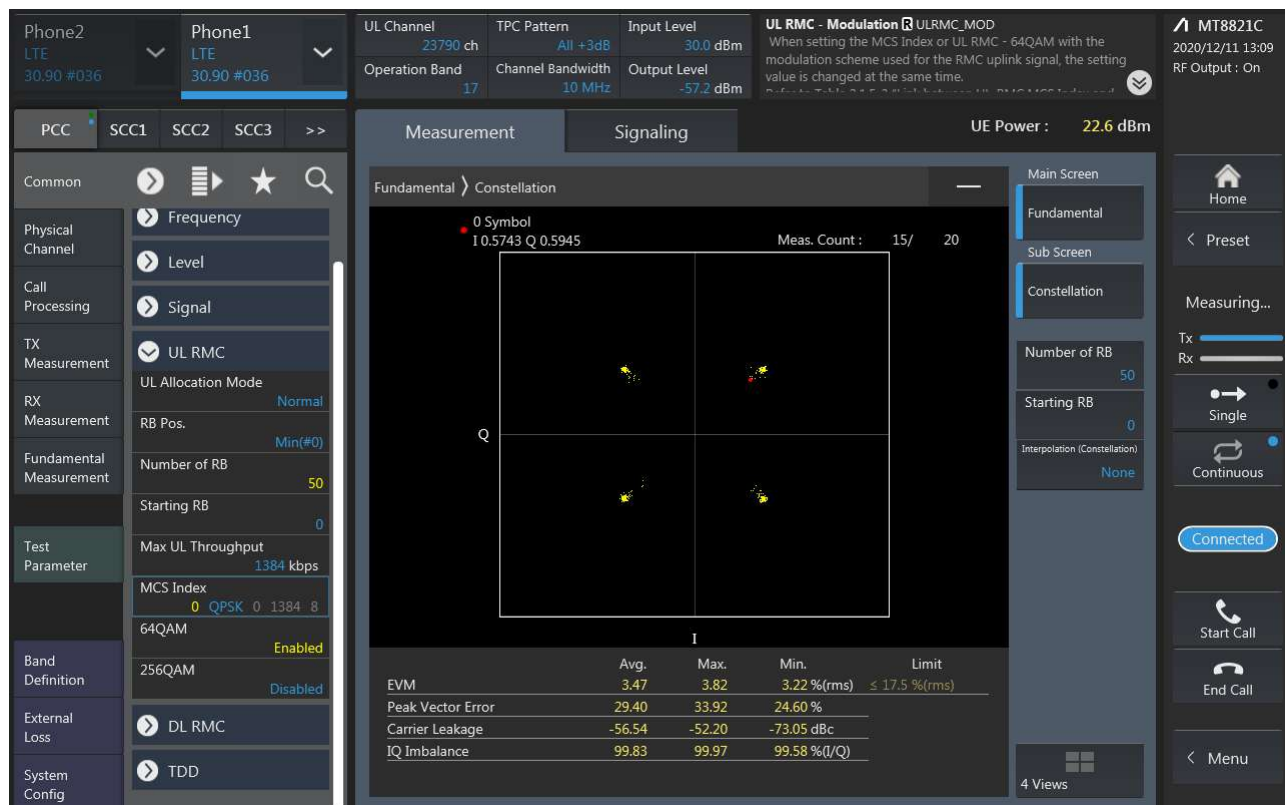 Phone2
LTE
30.90 #036
Phone1
LTE
30.90 #036
UL Channel
23790 ch
TPC Pattern
All +3dB
Input Level
30.0 dBm
Operation Band
17
Channel Bandwidth
10 MHz
Output Level
-57.2 dBm
UL RMC - Modulation R ULRMC_MOD
When setting the MCS Index or UL RMC - 64QAM with the
modulation scheme used for the RMC uplink signal, the setting
value is changed at the same time.
MT8821C
2020/12/11 13:09
RF Output : On
PCC SCC1 SCC2 SCC3 >>
Measurement
Signaling
UE Power : 22.6 dBm
Common
Physical
Channel
Call
Processing
TX
Measurement
RX
Measurement
Fundamental
Measurement
Test
Parameter
Band
Definition
External
Loss
System
Config
Frequency
Level
Signal
UL RMC
UL Allocation Mode
Normal
RB Pos.
Min(#0)
Number of RB
50
Starting RB
0
Max UL Throughput
1384 kbps
MCS Index
0 QPSK 0 1384 8
64QAM
Enabled
256QAM
Disabled
DL RMC
TDD
Fundamental > Constellation
0 Symbol
I 0.5743 Q 0.5945
Meas. Count : 15/ 20
Q
I
Avg. Max. Min. Limit
EVM 3.47 3.82 3.22 %(rms) ≤ 17.5 %(rms)
Peak Vector Error 29.40 33.92 24.60 %
Carrier Leakage -56.54 -52.20 -73.05 dBc
IQ Imbalance 99.83 99.97 99.58 %(I/Q)
Main Screen
Fundamental
Sub Screen
Constellation
Number of RB
50
Starting RB
0
Interpolation (Constellation)
None
4 Views
Home
< Preset
Measuring...
Tx
Rx
Single
Continuous
Connected
Start Call
End Call
< Menu